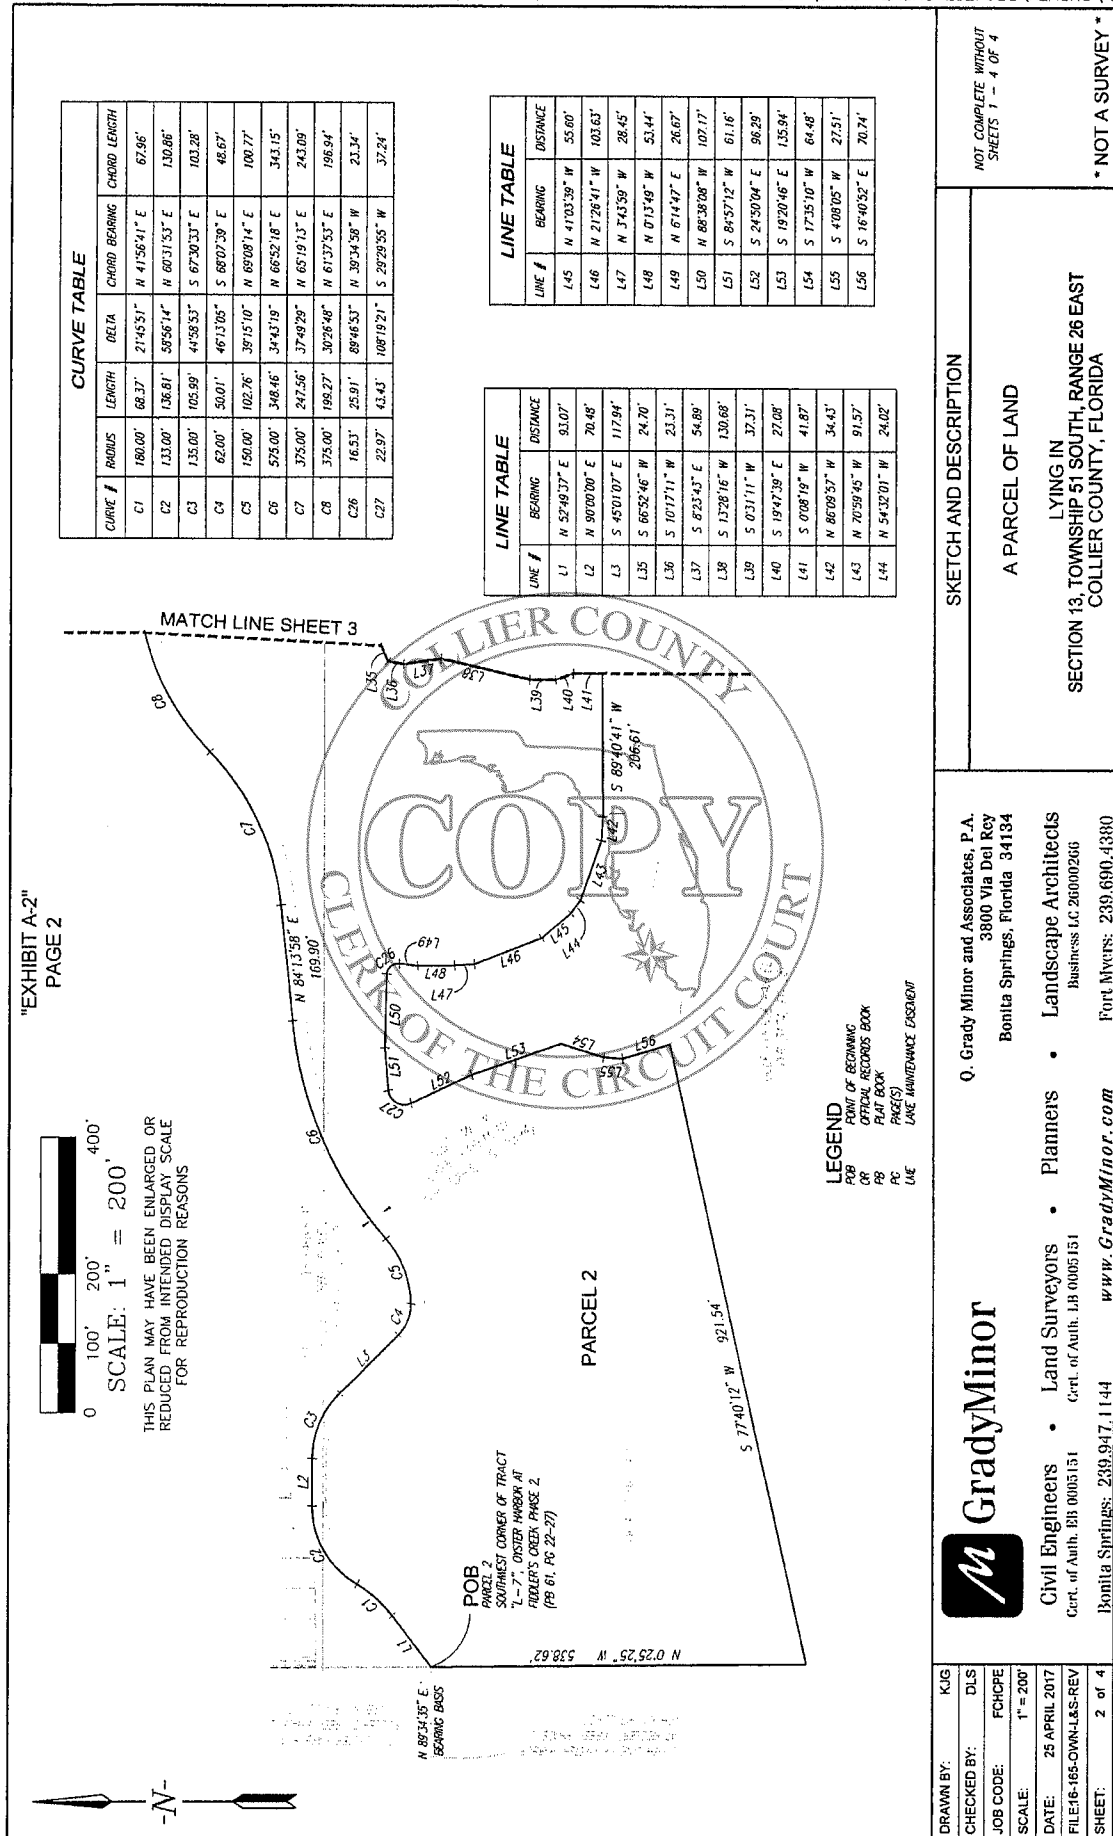 "EXHIBIT A-2"
PAGE 2
-N-
0 100' 200' 400'
SCALE: 1" = 200'
THIS PLAN MAY HAVE BEEN ENLARGED OR
REDUCED FROM INTENDED DISPLAY SCALE
FOR REPRODUCTION REASONS
CURVE TABLE
CURVE # RADIUS LENGTH DELTA CHORD BEARING CHORD LENGTH
C1 180.00' 68.37' 21°45'51" N 41°56'41" E 67.96'
C2 133.00' 136.81' 58°56'14" N 60°31'53" E 130.86'
C3 135.00' 105.99' 44°58'53" S 67°30'33" E 103.28'
C4 62.00' 50.01' 46°13'05" S 68°07'39" E 48.67'
C5 150.00' 102.76' 39°15'10" N 69°08'14" E 100.77'
C6 575.00' 348.46' 34°43'19" N 66°52'18" E 343.15'
C7 375.00' 247.56' 37°49'29" N 65°19'13" E 243.09'
C8 375.00' 199.27' 30°26'48" N 61°37'53" E 196.94'
C26 16.53' 25.91' 89°46'53" N 39°34'58" W 23.34'
C27 22.97' 43.43' 108°19'21" S 29°29'55" W 37.24'
LINE TABLE
LINE # BEARING DISTANCE
L1 N 52°49'37" E 93.07'
L2 N 90°00'00" E 70.48'
L3 S 45°01'07" E 117.94'
L35 S 66°52'46" W 24.70'
L36 S 10°17'11" W 23.31'
L37 S 8°23'43" E 54.89'
L38 S 13°28'16" W 130.68'
L39 S 0°31'11" W 37.31'
L40 S 19°47'39" E 27.08'
L41 S 0°08'19" W 41.87'
L42 N 86°09'57" W 34.43'
L43 N 70°59'45" W 91.57'
L44 N 54°32'01" W 24.02'
LINE TABLE
LINE # BEARING DISTANCE
L45 N 41°03'39" W 55.60'
L46 N 21°26'41" W 103.63'
L47 N 3°43'59" W 28.45'
L48 N 0°13'49" W 53.44'
L49 N 6°14'47" E 26.67'
L50 N 88°38'08" W 107.17'
L51 S 84°57'12" W 61.16'
L52 S 24°50'04" E 96.29'
L53 S 19°20'46" E 135.94'
L54 S 17°35'10" W 64.48'
L55 S 4°08'05" W 27.51'
L56 S 16°40'52" E 70.74'
MATCH LINE SHEET 3
C8
C7
N 84°13'58" E
169.90'
C6
C5
C4
L3
C3
L2
C2
C1
L1
L35
L36
L37
L38
L39
L40
L41
S 89°40'41" W
206.61'
L42
L43
L44
L45
L46
L47
L48
L49
C26
L50
L51
C27
L52
L53
L54
L55
L56
S 77°40'12" W 921.54'
N 0°25'25" W 538.62'
N 89°34'35" E
BEARING BASIS
POB
PARCEL 2
SOUTHWEST CORNER OF TRACT
"L-7", OYSTER HARBOR AT
FIDDLER'S CREEK PHASE 2,
(PB 61, PG 22-27)
PARCEL 2
COLLIER COUNTY
COPY
CLERK OF THE CIRCUIT COURT
LEGEND
POB POINT OF BEGINNING
OR OFFICIAL RECORDS BOOK
PB PLAT BOOK
PG PAGE(S)
LME LAKE MAINTENANCE EASEMENT
DRAWN BY: KJG
CHECKED BY: DLS
JOB CODE: FCHCPE
SCALE: 1" = 200'
DATE: 25 APRIL 2017
FILE:16-165-OWN-L&S-REV
SHEET: 2 of 4
GradyMinor
Civil Engineers • Land Surveyors • Planners • Landscape Architects
Cert. of Auth. EB 0005151 Cert. of Auth. LB 0005151 Business LC 26000266
Bonita Springs: 239.947.1144 www.GradyMinor.com Fort Myers: 239.690.4380
Q. Grady Minor and Associates, P.A.
3800 Via Del Rey
Bonita Springs, Florida 34134
SKETCH AND DESCRIPTION
A PARCEL OF LAND
LYING IN
SECTION 13, TOWNSHIP 51 SOUTH, RANGE 26 EAST
COLLIER COUNTY, FLORIDA
NOT COMPLETE WITHOUT
SHEETS 1 - 4 OF 4
* NOT A SURVEY *